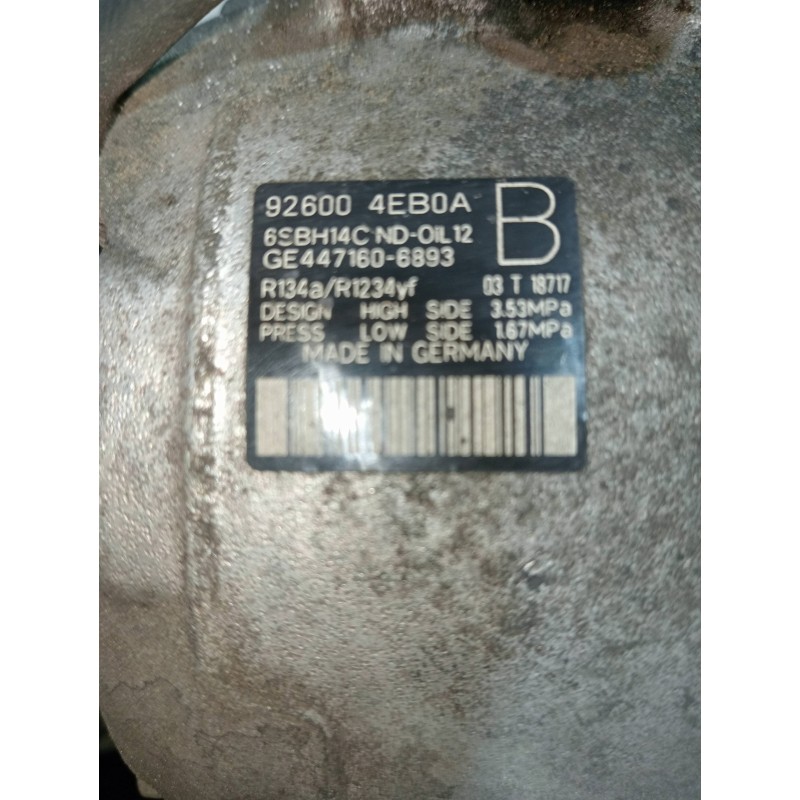 92600 4EB0A B
6SBH14C ND-OIL12
GE447160-6893
R134a/R1234yf 03 T 18717
DESIGN HIGH SIDE 3.53MPa
PRESS LOW SIDE 1.67MPa
MADE IN GERMANY